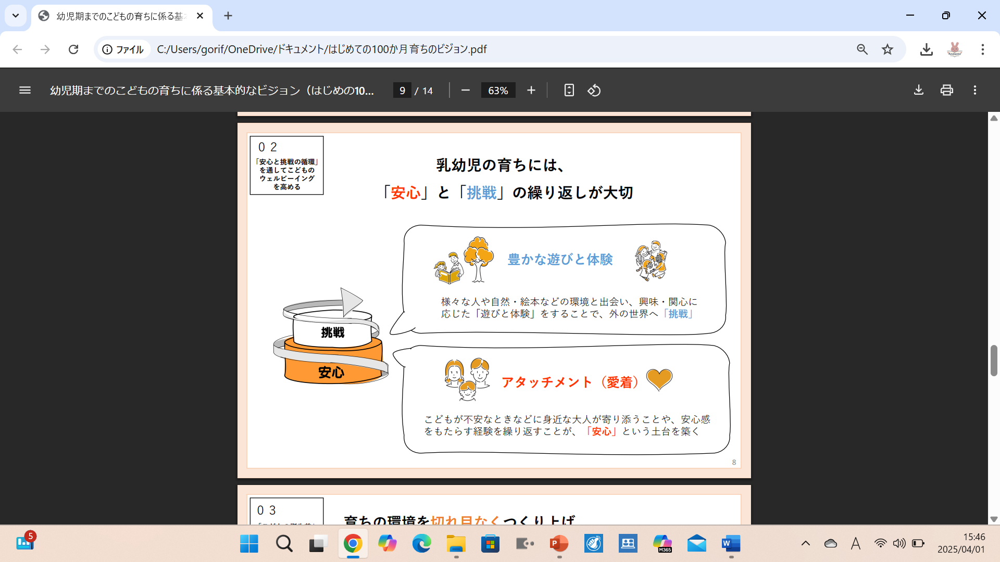 幼児期までのこどもの育ちに係る基
ファイル
C:/Users/gorif/OneDrive/ドキュメント/はじめての100か月育ちのビジョン.pdf
Andante
幼児期までのこどもの育ちに係る基本的なビジョン（はじめの10...
9 / 14
63%
０２
「安心と挑戦の循環」
を通してこどもの
ウェルビーイング
を高める
乳幼児の育ちには、
「安心」と「挑戦」の繰り返しが大切
豊かな遊びと体験
様々な人や自然・絵本などの環境と出会い、興味・関心に
応じた「遊びと体験」をすることで、外の世界へ「挑戦」
挑戦
安心
アタッチメント（愛着）
こどもが不安なときなどに身近な大人が寄り添うことや、安心感
をもたらす経験を繰り返すことが、「安心」という土台を築く
8
０３
育ちの環境を切れ目なくつくり上げ
5
P
M365
W
A
15:46
2025/04/01